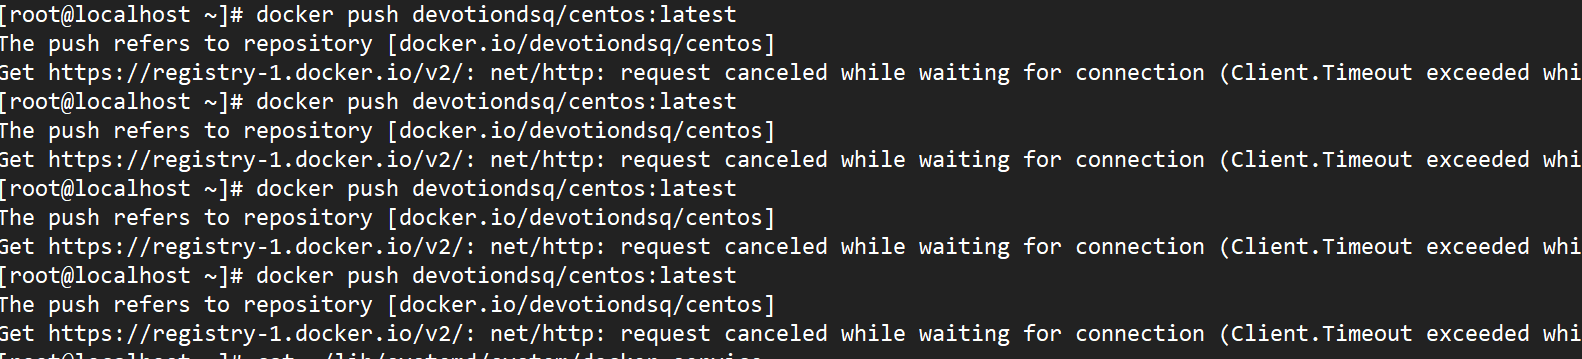 [root@localhost ~]# docker push devotiondsq/centos:latest
The push refers to repository [docker.io/devotiondsq/centos]
Get https://registry-1.docker.io/v2/: net/http: request canceled while waiting for connection (Client.Timeout exceeded whi
[root@localhost ~]# docker push devotiondsq/centos:latest
The push refers to repository [docker.io/devotiondsq/centos]
Get https://registry-1.docker.io/v2/: net/http: request canceled while waiting for connection (Client.Timeout exceeded whi
[root@localhost ~]# docker push devotiondsq/centos:latest
The push refers to repository [docker.io/devotiondsq/centos]
Get https://registry-1.docker.io/v2/: net/http: request canceled while waiting for connection (Client.Timeout exceeded whi
[root@localhost ~]# docker push devotiondsq/centos:latest
The push refers to repository [docker.io/devotiondsq/centos]
Get https://registry-1.docker.io/v2/: net/http: request canceled while waiting for connection (Client.Timeout exceeded whi